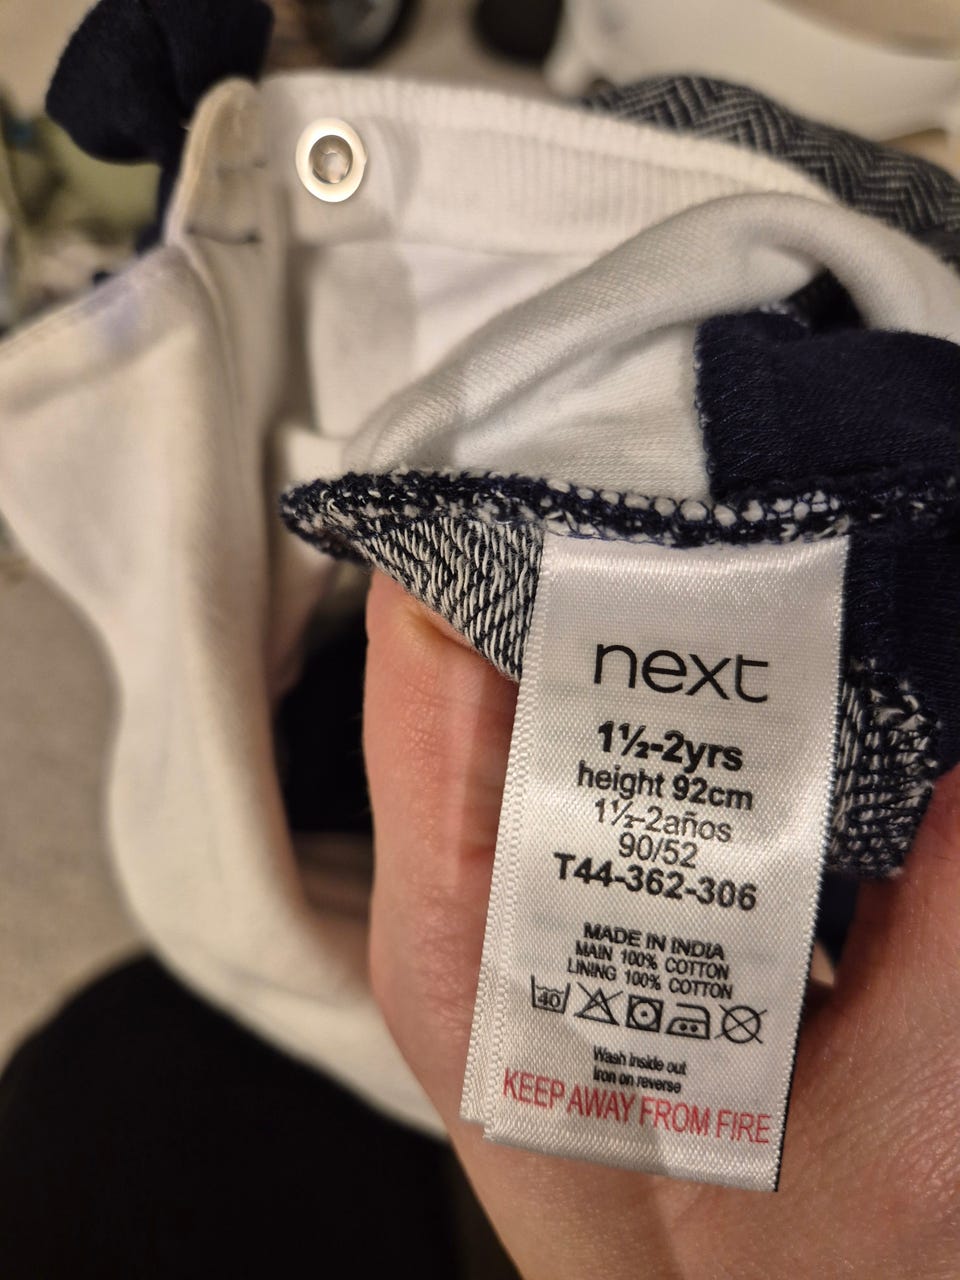 next
1½-2yrs
height 92cm
1½-2años
90/52
T44-362-306
MADE IN INDIA
MAIN 100% COTTON
LINING 100% COTTON
40
Wash inside out
Iron on reverse
KEEP AWAY FROM FIRE